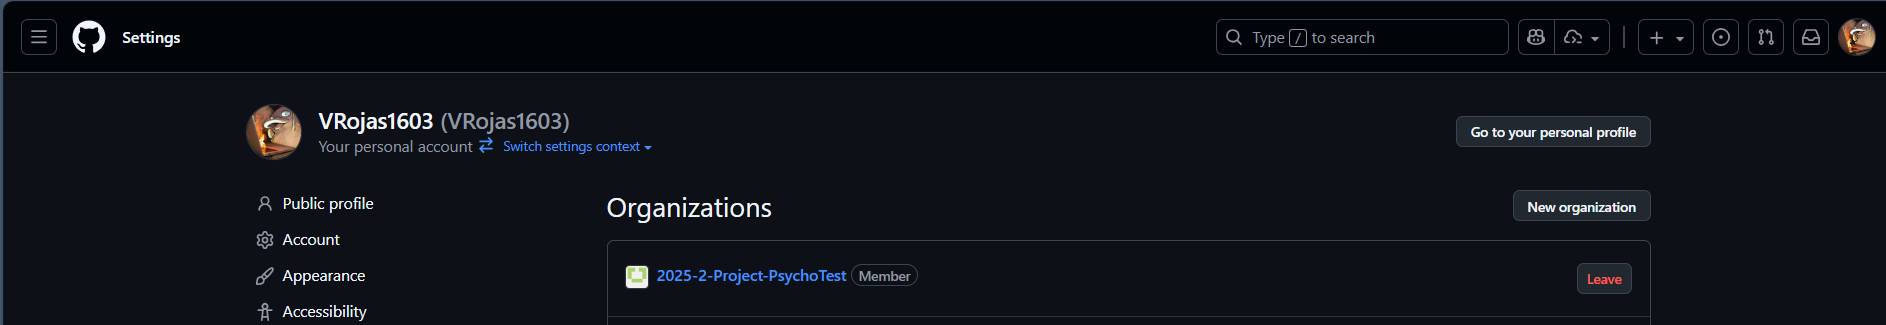 Settings
Type / to search
VRojas1603 (VRojas1603)
Your personal account Switch settings context
Go to your personal profile
Public profile
Account
Appearance
Accessibility
Organizations
New organization
2025-2-Project-PsychoTest Member
Leave